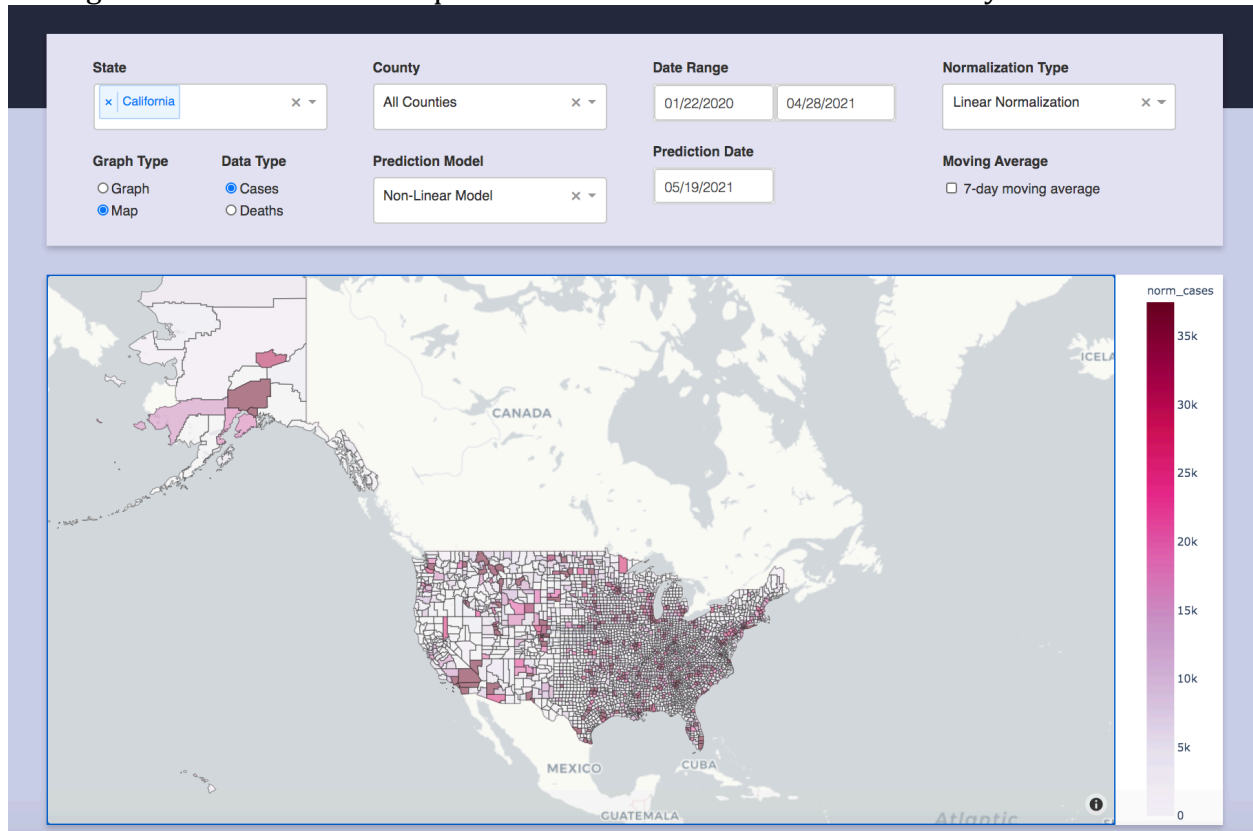 State
County
Date Range
Normalization Type
× California × 
All Counties ×
01/22/2020 04/28/2021
Linear Normalization ×
Graph Type
Data Type
Prediction Model
Prediction Date
Moving Average
Graph
Map
Cases
Deaths
Non-Linear Model ×
05/19/2021
7-day moving average
norm_cases
35k
30k
25k
20k
15k
10k
5k
0
CANADA
MEXICO
CUBA
GUATEMALA
Atlantic